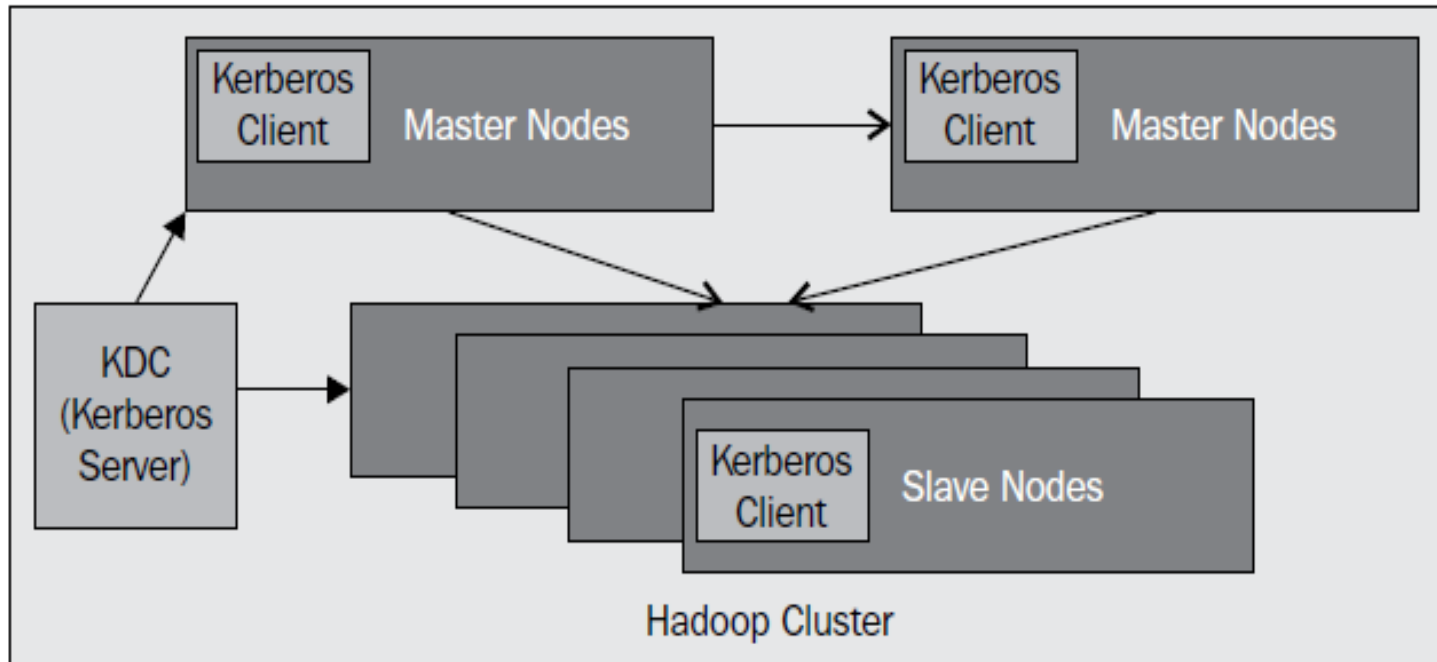 Kerberos
Client
Master Nodes
Kerberos
Client
Master Nodes
KDC
(Kerberos
Server)
Kerberos
Client
Slave Nodes
Hadoop Cluster